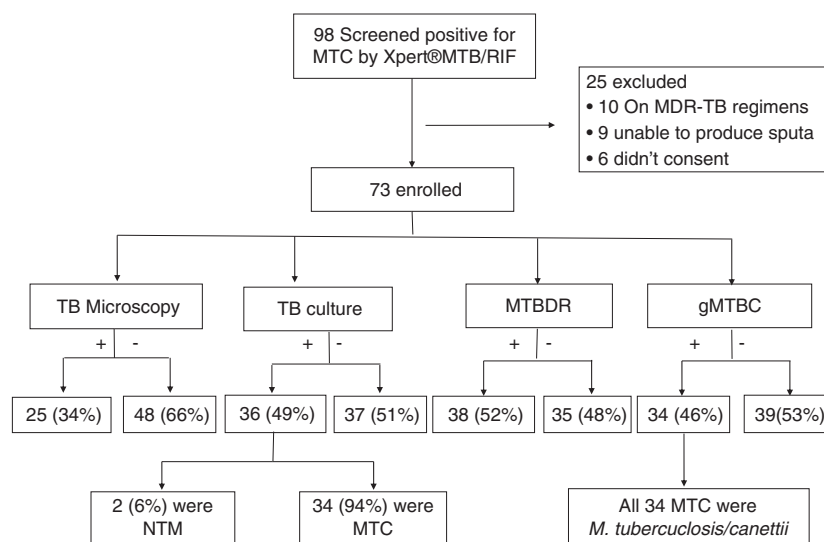 98 Screened positive for
MTC by Xpert®MTB/RIF
25 excluded
• 10 On MDR-TB regimens
• 9 unable to produce sputa
• 6 didn't consent
73 enrolled
TB Microscopy
TB culture
MTBDR
gMTBC
+ -
+ -
+ -
+ -
25 (34%)
48 (66%)
36 (49%)
37 (51%)
38 (52%)
35 (48%)
34 (46%)
39(53%)
2 (6%) were
NTM
34 (94%) were
MTC
All 34 MTC were
M. tubercuclosis/canettii